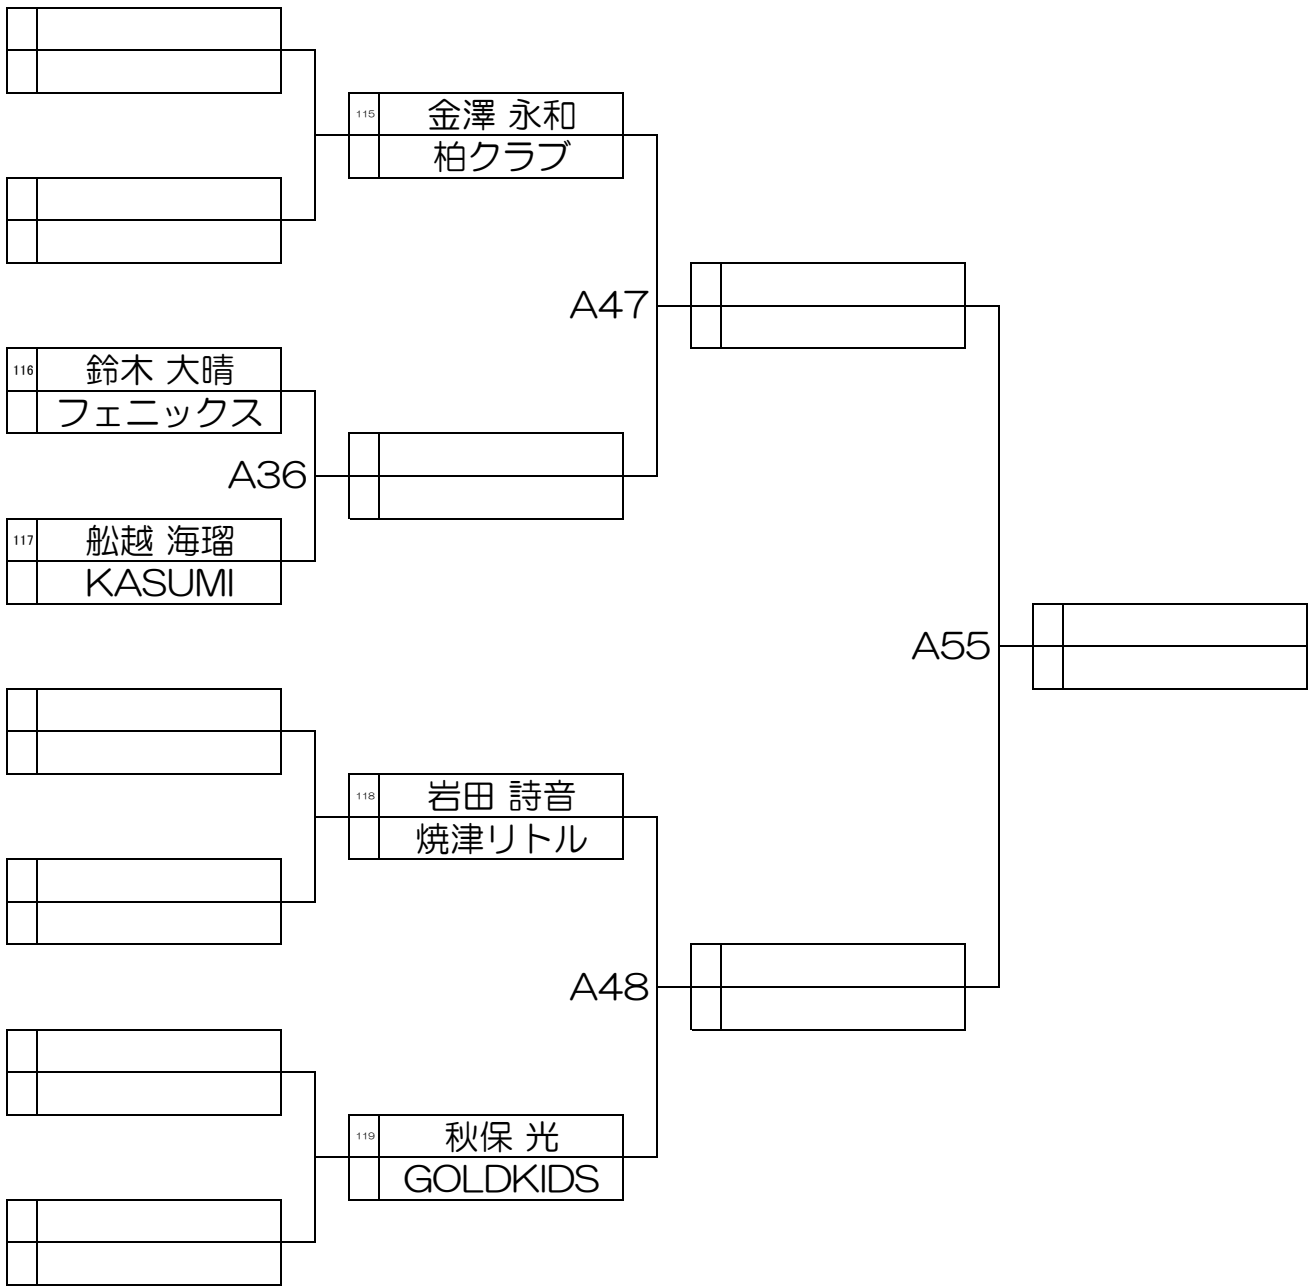 115 金澤 永和
柏クラブ
A47
116 鈴木 大晴
フェニックス
A36
117 舩越 海瑠
KASUMI
A55
118 岩田 詩音
焼津リトル
A48
119 秋保 光
GOLDKIDS